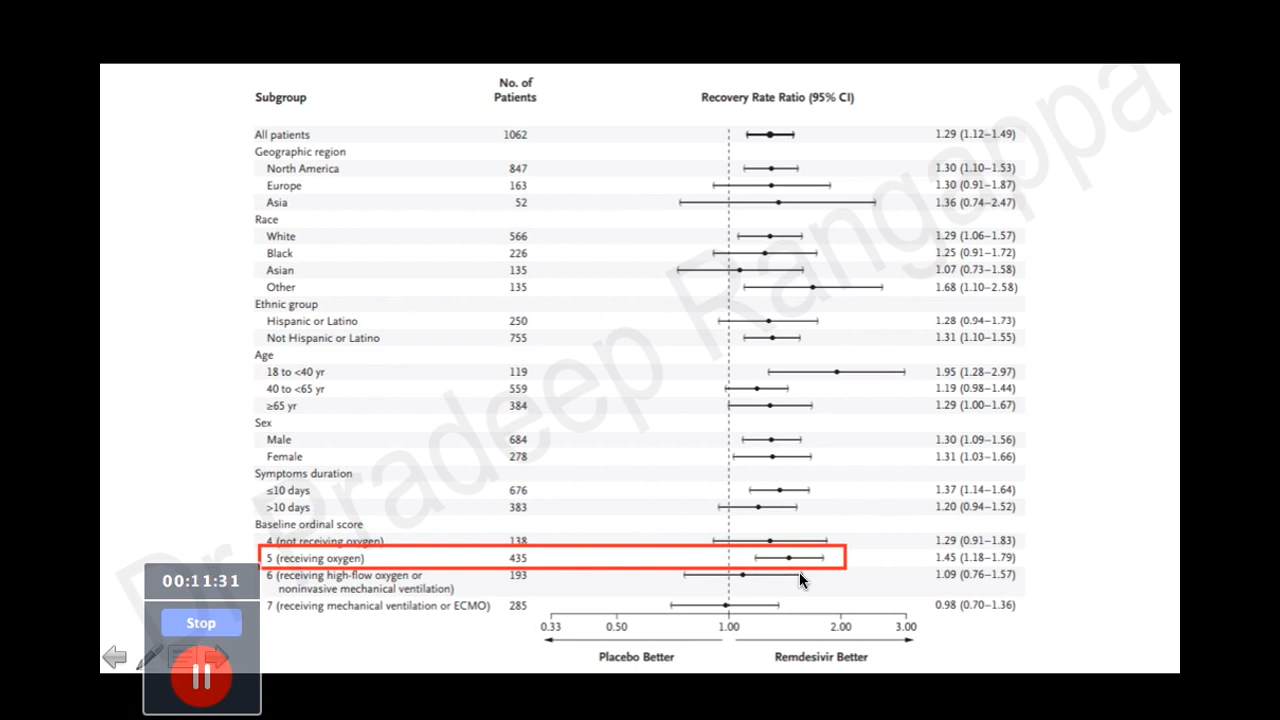 No. of
Subgroup Patients Recovery Rate Ratio (95% CI)
All patients 1062 1.29 (1.12–1.49)
Geographic region
North America 847 1.30 (1.10–1.53)
Europe 163 1.30 (0.91–1.87)
Asia 52 1.36 (0.74–2.47)
Race
White 566 1.29 (1.06–1.57)
Black 226 1.25 (0.91–1.72)
Asian 135 1.07 (0.73–1.58)
Other 135 1.68 (1.10–2.58)
Ethnic group
Hispanic or Latino 250 1.28 (0.94–1.73)
Not Hispanic or Latino 755 1.31 (1.10–1.55)
Age
18 to <40 yr 119 1.95 (1.28–2.97)
40 to <65 yr 559 1.19 (0.98–1.44)
≥65 yr 384 1.29 (1.00–1.67)
Sex
Male 684 1.30 (1.09–1.56)
Female 278 1.31 (1.03–1.66)
Symptoms duration
≤10 days 676 1.37 (1.14–1.64)
>10 days 383 1.20 (0.94–1.52)
Baseline ordinal score
4 (not receiving oxygen) 138 1.29 (0.91–1.83)
5 (receiving oxygen) 435 1.45 (1.18–1.79)
6 (receiving high-flow oxygen or 193 1.09 (0.76–1.57)
noninvasive mechanical ventilation)
7 (receiving mechanical ventilation or ECMO) 285 0.98 (0.70–1.36)
0.33 0.50 1.00 2.00 3.00
Placebo Better Remdesivir Better
Dr Pradeep Rangappa
00:11:31
Stop